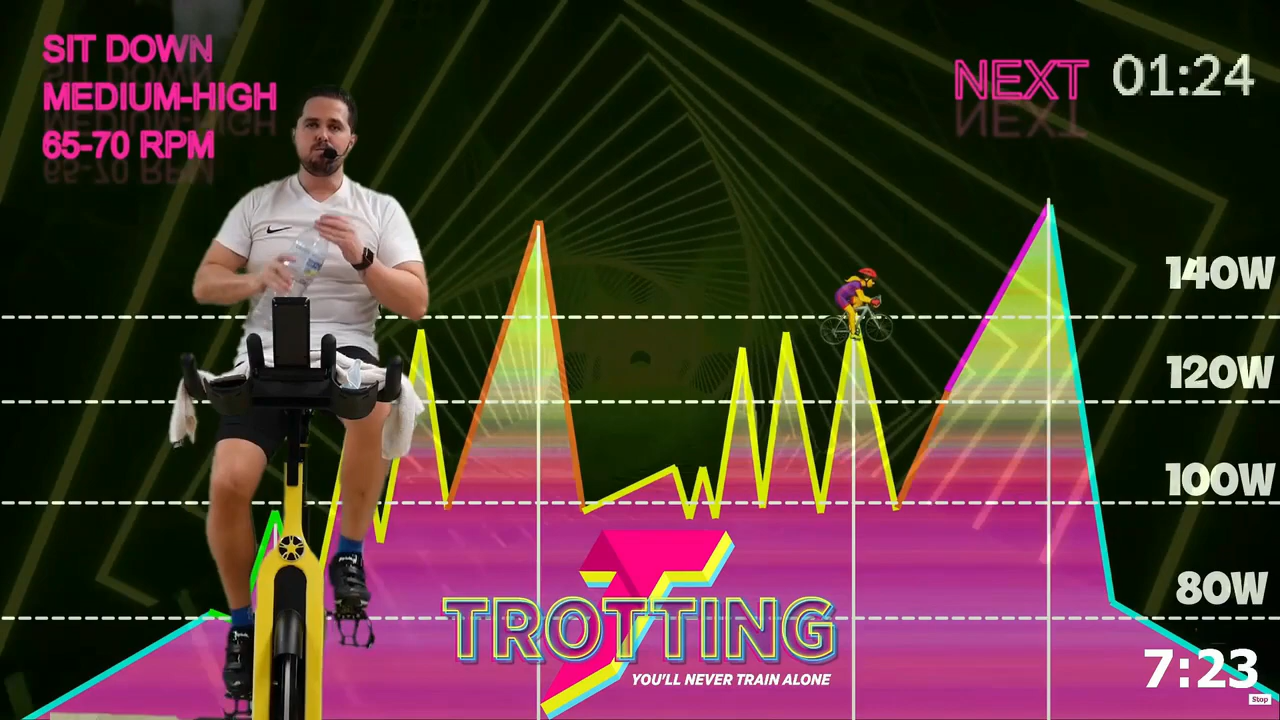 SIT DOWN
MEDIUM-HIGH
65-70 RPM
NEXT 01:24
140W
120W
100W
80W
TROTTING
YOU'LL NEVER TRAIN ALONE
7:23
Stop